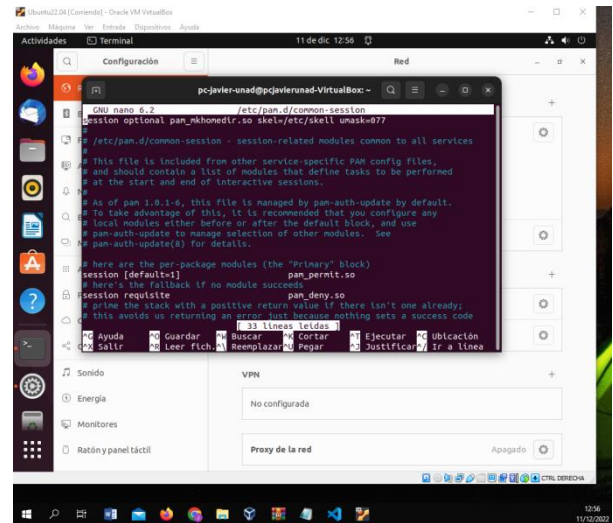 Ubuntu22.04 [Corriendo] - Oracle VM VirtualBox
Archivo Máquina Ver Entrada Dispositivos Ayuda
Actividades Terminal 11 de dic 12:56
Configuración Red
pc-javier-unad@pcjavierunad-VirtualBox: ~
GNU nano 6.2 /etc/pam.d/common-session
session optional pam_mkhomedir.so skel=/etc/skell umask=077
#
# /etc/pam.d/common-session - session-related modules common to all services
#
# This file is included from other service-specific PAM config files,
# and should contain a list of modules that define tasks to be performed
# at the start and end of interactive sessions.
#
# As of pam 1.0.1-6, this file is managed by pam-auth-update by default.
# To take advantage of this, it is recommended that you configure any
# local modules either before or after the default block, and use
# pam-auth-update to manage selection of other modules. See
# pam-auth-update(8) for details.
# here are the per-package modules (the "Primary" block)
session [default=1] pam_permit.so
# here's the fallback if no module succeeds
session requisite pam_deny.so
# prime the stack with a positive return value if there isn't one already;
# this avoids us returning an error just because nothing sets a success code
[ 33 líneas leídas ]
^G Ayuda ^O Guardar ^W Buscar ^K Cortar ^T Ejecutar ^C Ubicación
^X Salir ^R Leer fich. ^\ Reemplazar ^U Pegar ^J Justificar ^/ Ir a línea
Sonido
VPN
Energía
No configurada
Monitores
Ratón y panel táctil
Proxy de la red Apagado
CTRL DERECHA
12:56
11/12/2022